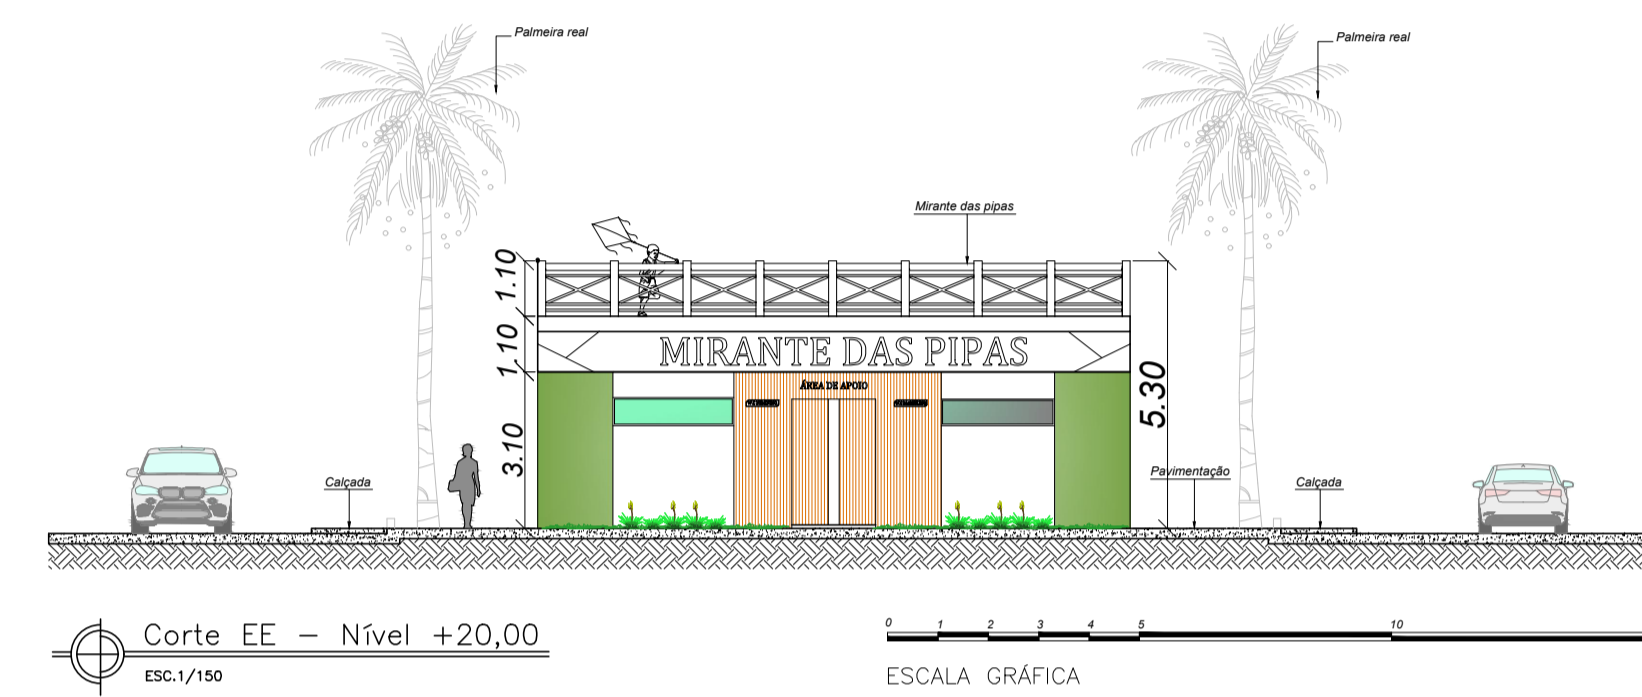 Palmeira real
Palmeira real
Mirante das pipas
1.10
1.10
MIRANTE DAS PIPAS
5.30
ÁREA DE APOIO
3.10
Calçada
Pavimentação
Calçada
Corte EE – Nível +20,00
ESC.1/150
0 1 2 3 4 5 10
ESCALA GRÁFICA